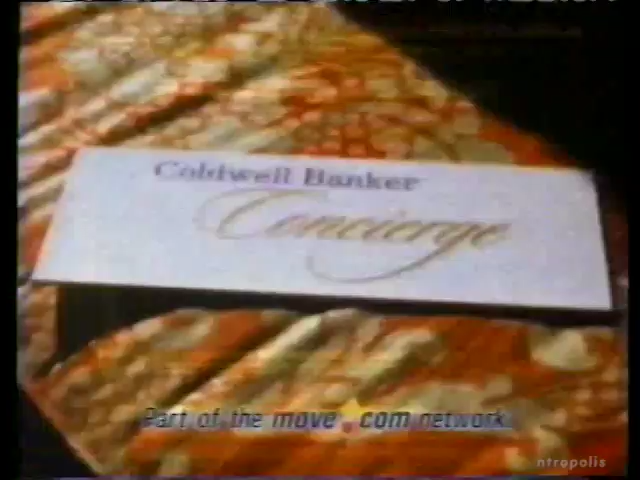 Coldwell Banker
Concierge
Part of the move.com network.
ntropolis